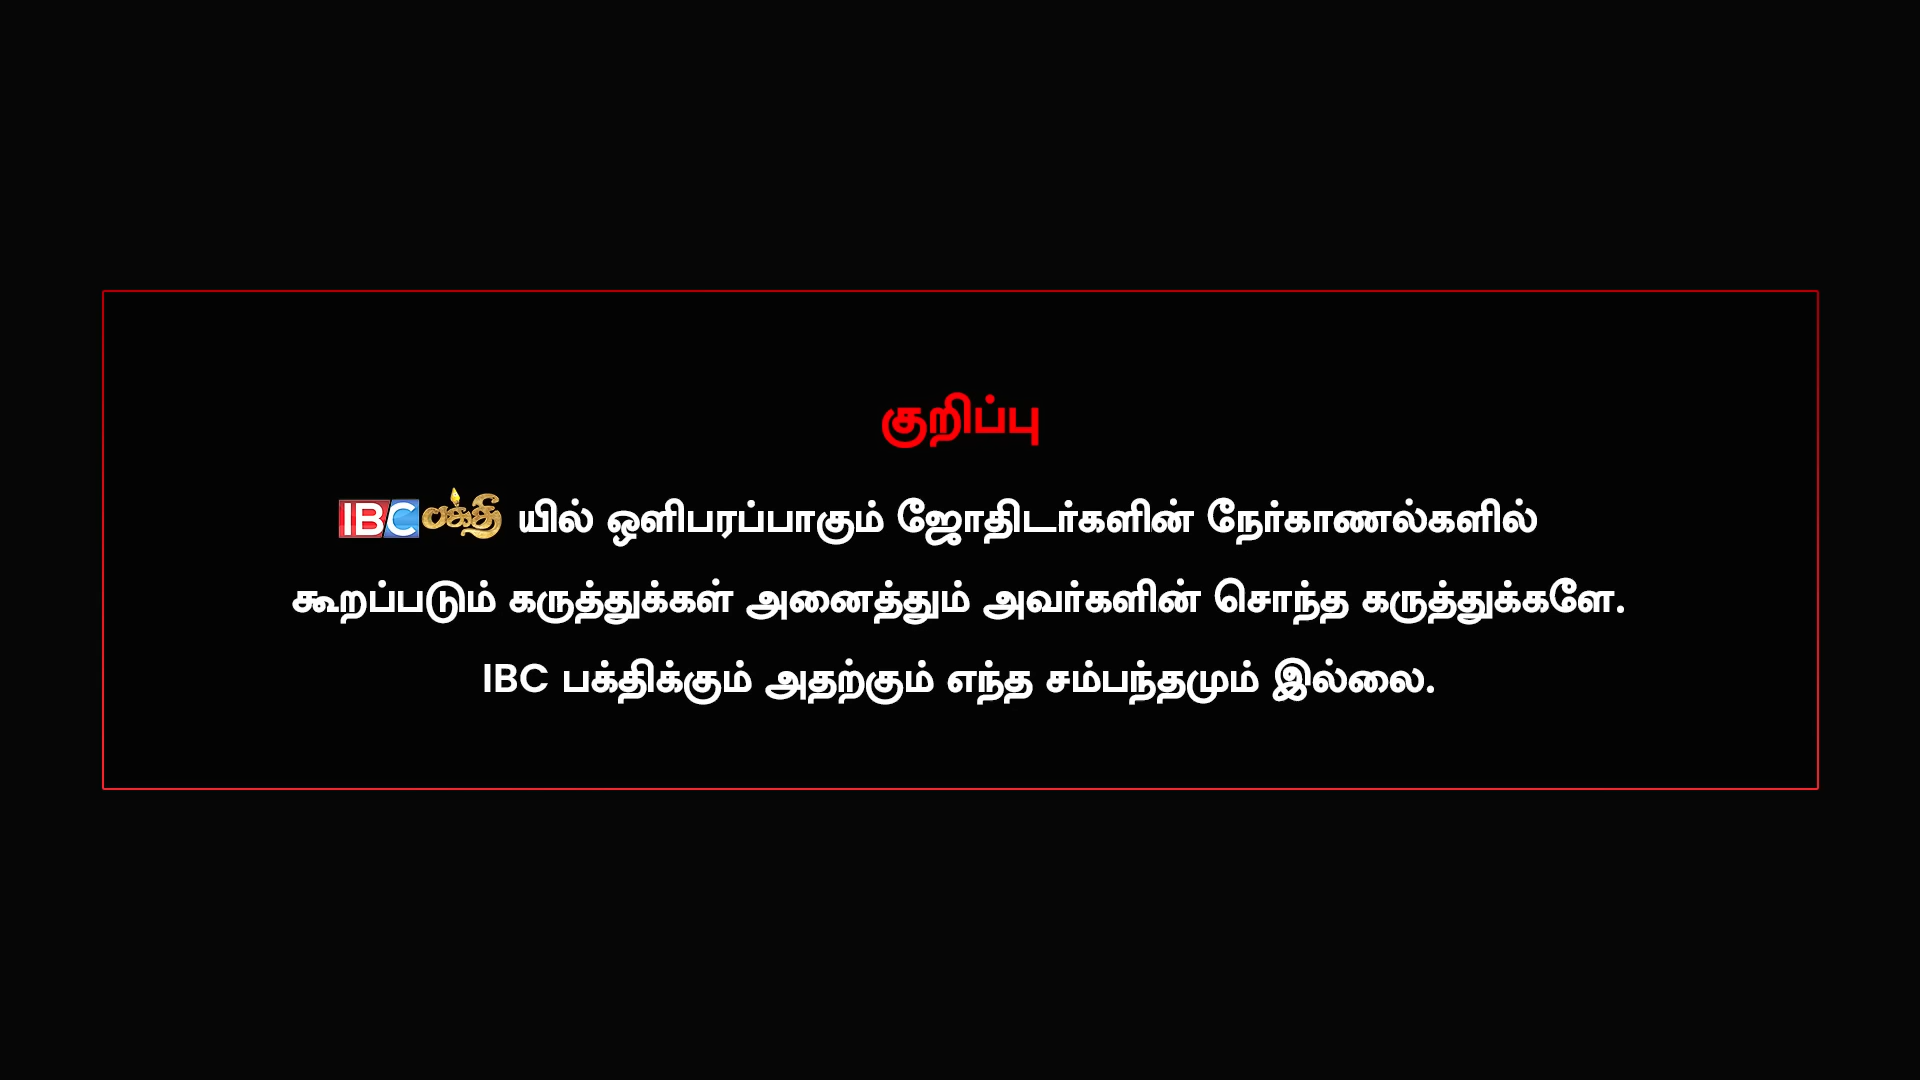 குறிப்பு
IBC பக்தி யில் ஒளிபரப்பாகும் ஜோதிடர்களின் நேர்காணல்களில்
கூறப்படும் கருத்துக்கள் அனைத்தும் அவர்களின் சொந்த கருத்துக்களே.
IBC பக்திக்கும் அதற்கும் எந்த சம்பந்தமும் இல்லை.